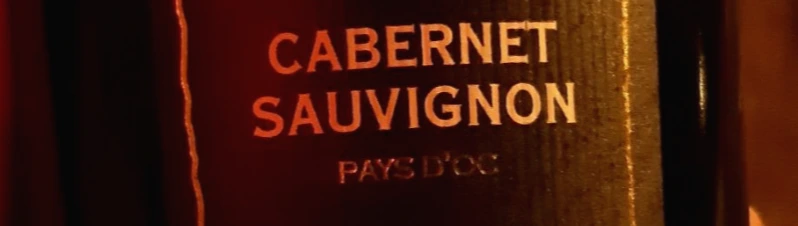 CABERNET
SAUVIGNON
PAYS D'OC